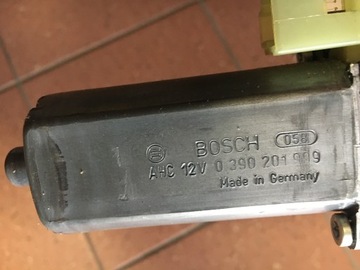 BOSCH 058
AHC 12V 0 390 201
Made in Germany